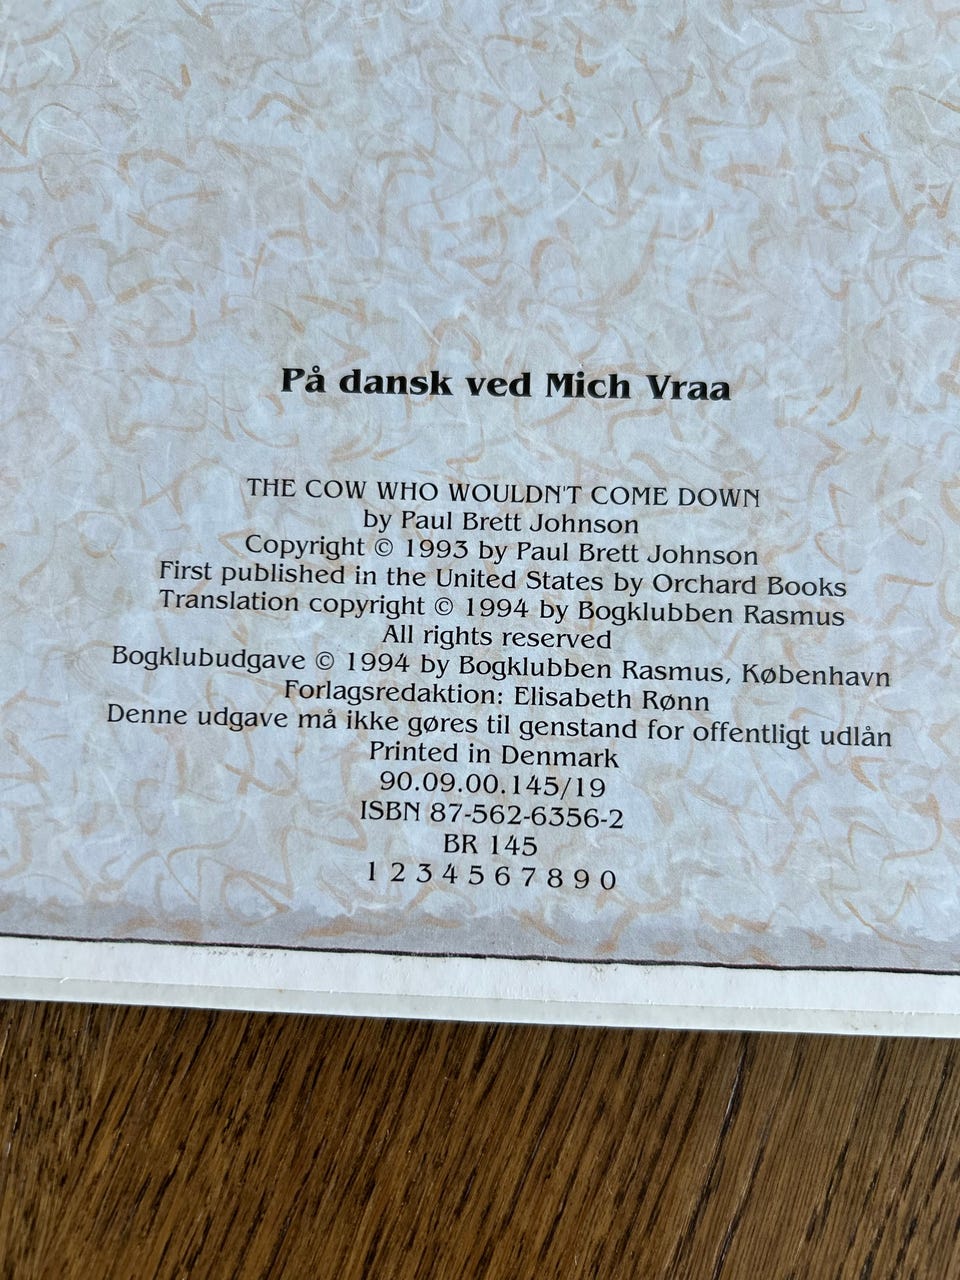 På dansk ved Mich Vraa
THE COW WHO WOULDN'T COME DOWN
by Paul Brett Johnson
Copyright © 1993 by Paul Brett Johnson
First published in the United States by Orchard Books
Translation copyright © 1994 by Bogklubben Rasmus
All rights reserved
Bogklubudgave © 1994 by Bogklubben Rasmus, København
Forlagsredaktion: Elisabeth Rønn
Denne udgave må ikke gøres til genstand for offentligt udlån
Printed in Denmark
90.09.00.145/19
ISBN 87-562-6356-2
BR 145
1 2 3 4 5 6 7 8 9 0